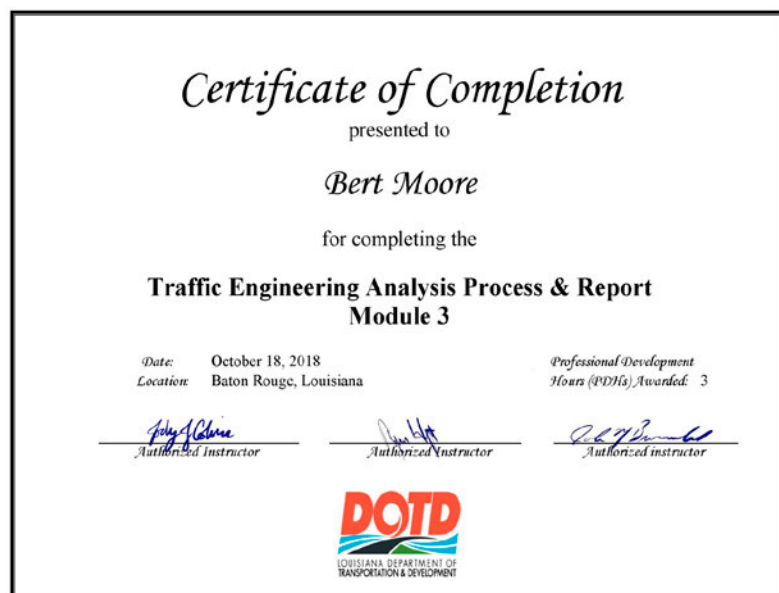 Certificate of Completion
presented to
Bert Moore
for completing the
Traffic Engineering Analysis Process & Report
Module 3
Date: October 18, 2018
Location: Baton Rouge, Louisiana
Professional Development
Hours (PDHs) Awarded: 3
Authorized Instructor
Authorized Instructor
Authorized instructor
DOTD
LOUISIANA DEPARTMENT OF
TRANSPORTATION & DEVELOPMENT